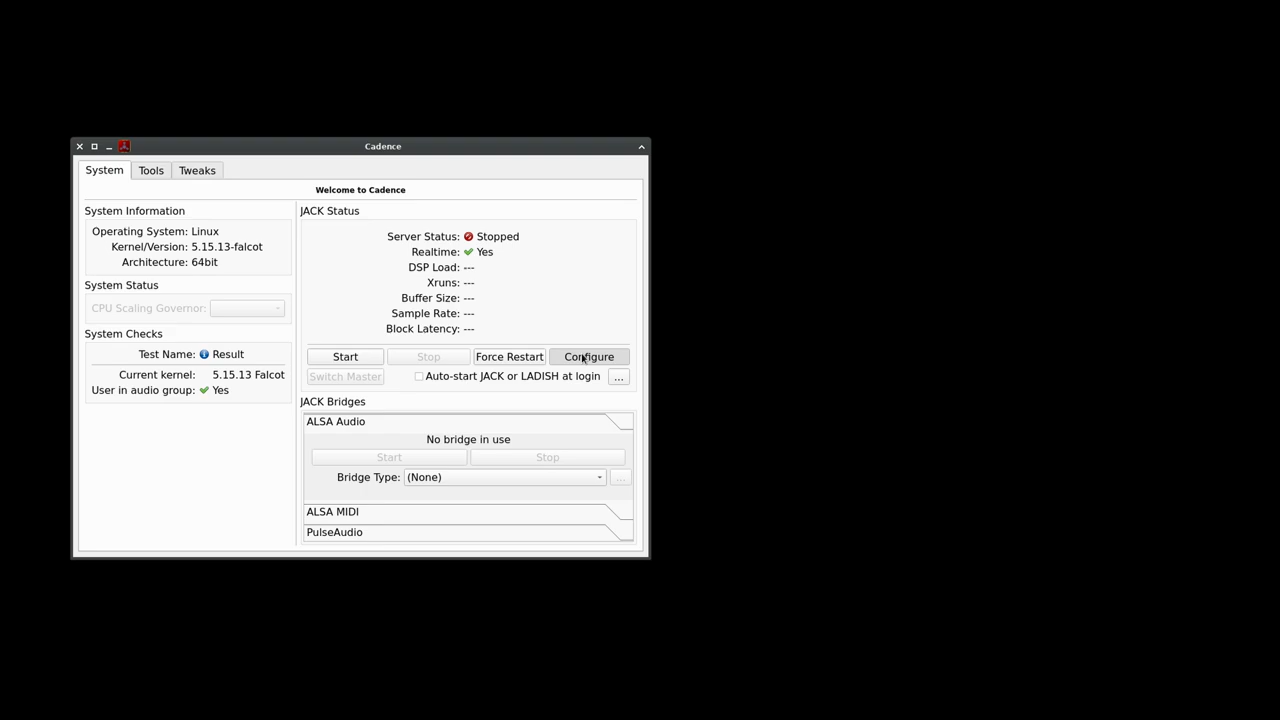 Cadence
System Tools Tweaks
Welcome to Cadence
System Information
Operating System: Linux
Kernel/Version: 5.15.13-falcot
Architecture: 64bit
System Status
CPU Scaling Governor:
System Checks
Test Name: Result
Current kernel: 5.15.13 Falcot
User in audio group: Yes
JACK Status
Server Status: Stopped
Realtime: Yes
DSP Load: ---
Xruns: ---
Buffer Size: ---
Sample Rate: ---
Block Latency: ---
Start Stop Force Restart Configure
Switch Master Auto-start JACK or LADISH at login ...
JACK Bridges
ALSA Audio
No bridge in use
Start Stop
Bridge Type: (None) ...
ALSA MIDI
PulseAudio